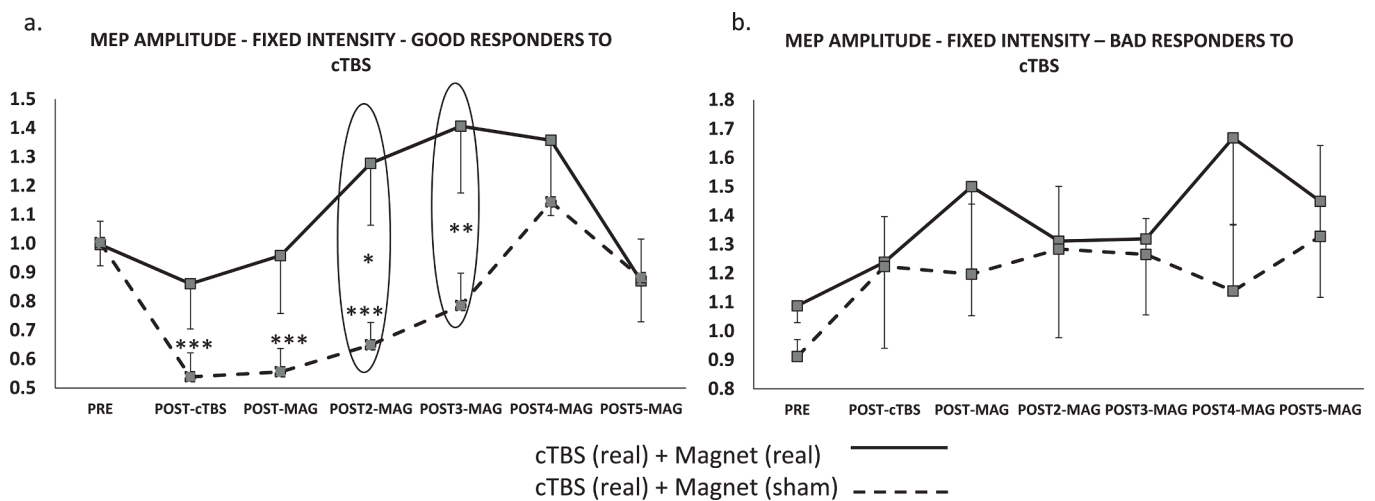 a.
MEP AMPLITUDE - FIXED INTENSITY - GOOD RESPONDERS TO
cTBS
1.5
1.4
1.3
1.2
1.1
1.0
0.9
0.8
0.7
0.6
0.5
***
***
*
***
**
PRE POST-cTBS POST-MAG POST2-MAG POST3-MAG POST4-MAG POST5-MAG
b.
MEP AMPLITUDE - FIXED INTENSITY – BAD RESPONDERS TO
cTBS
1.8
1.7
1.6
1.5
1.4
1.3
1.2
1.1
1.0
0.9
0.8
PRE POST-cTBS POST-MAG POST2-MAG POST3-MAG POST4-MAG POST5-MAG
cTBS (real) + Magnet (real)
cTBS (real) + Magnet (sham)